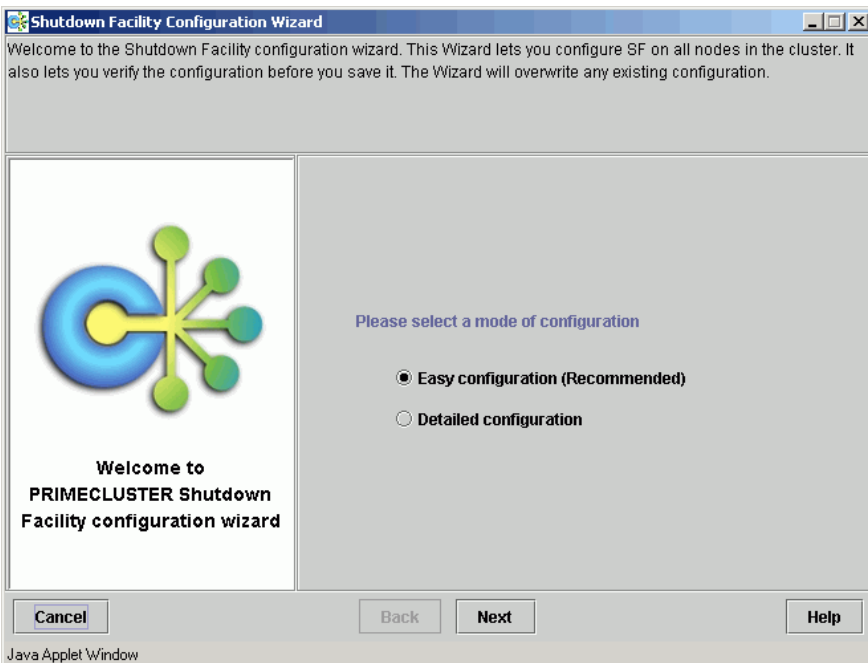 Shutdown Facility Configuration Wizard
Welcome to the Shutdown Facility configuration wizard. This Wizard lets you configure SF on all nodes in the cluster. It
also lets you verify the configuration before you save it. The Wizard will overwrite any existing configuration.
Please select a mode of configuration
Easy configuration (Recommended)
Detailed configuration
Welcome to
PRIMECLUSTER Shutdown
Facility configuration wizard
Cancel
Back
Next
Help
Java Applet Window